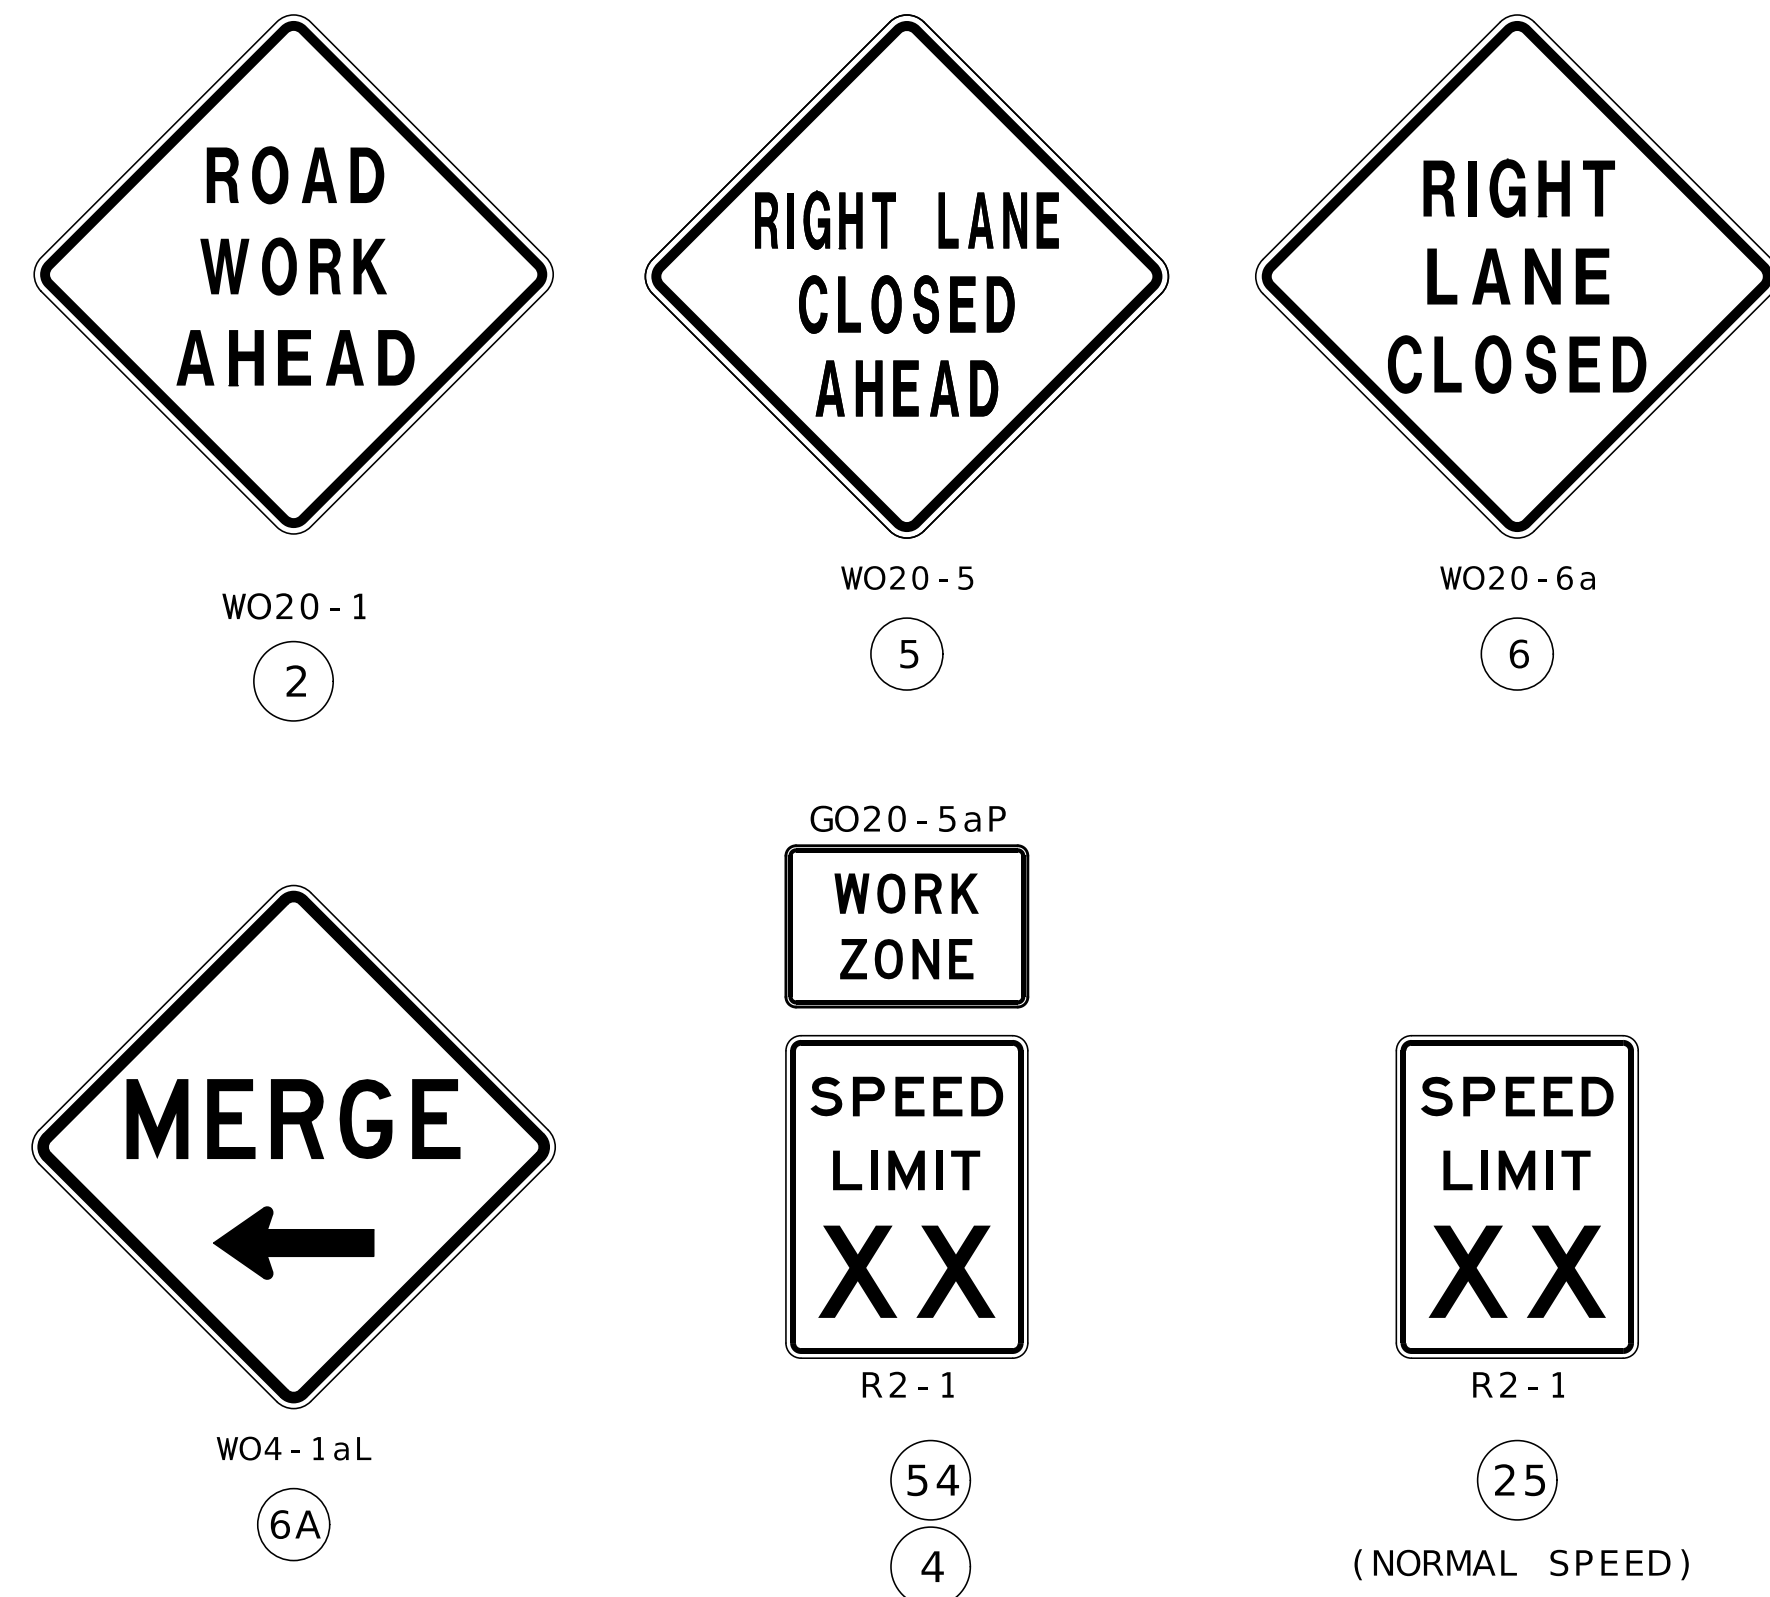 ROAD
WORK
AHEAD
WO20-1
2
RIGHT LANE
CLOSED
AHEAD
WO20-5
5
RIGHT
LANE
CLOSED
WO20-6a
6
MERGE
WO4-1aL
6A
GO20-5aP
WORK
ZONE
SPEED
LIMIT
XX
R2-1
54
4
SPEED
LIMIT
XX
R2-1
25
(NORMAL SPEED)